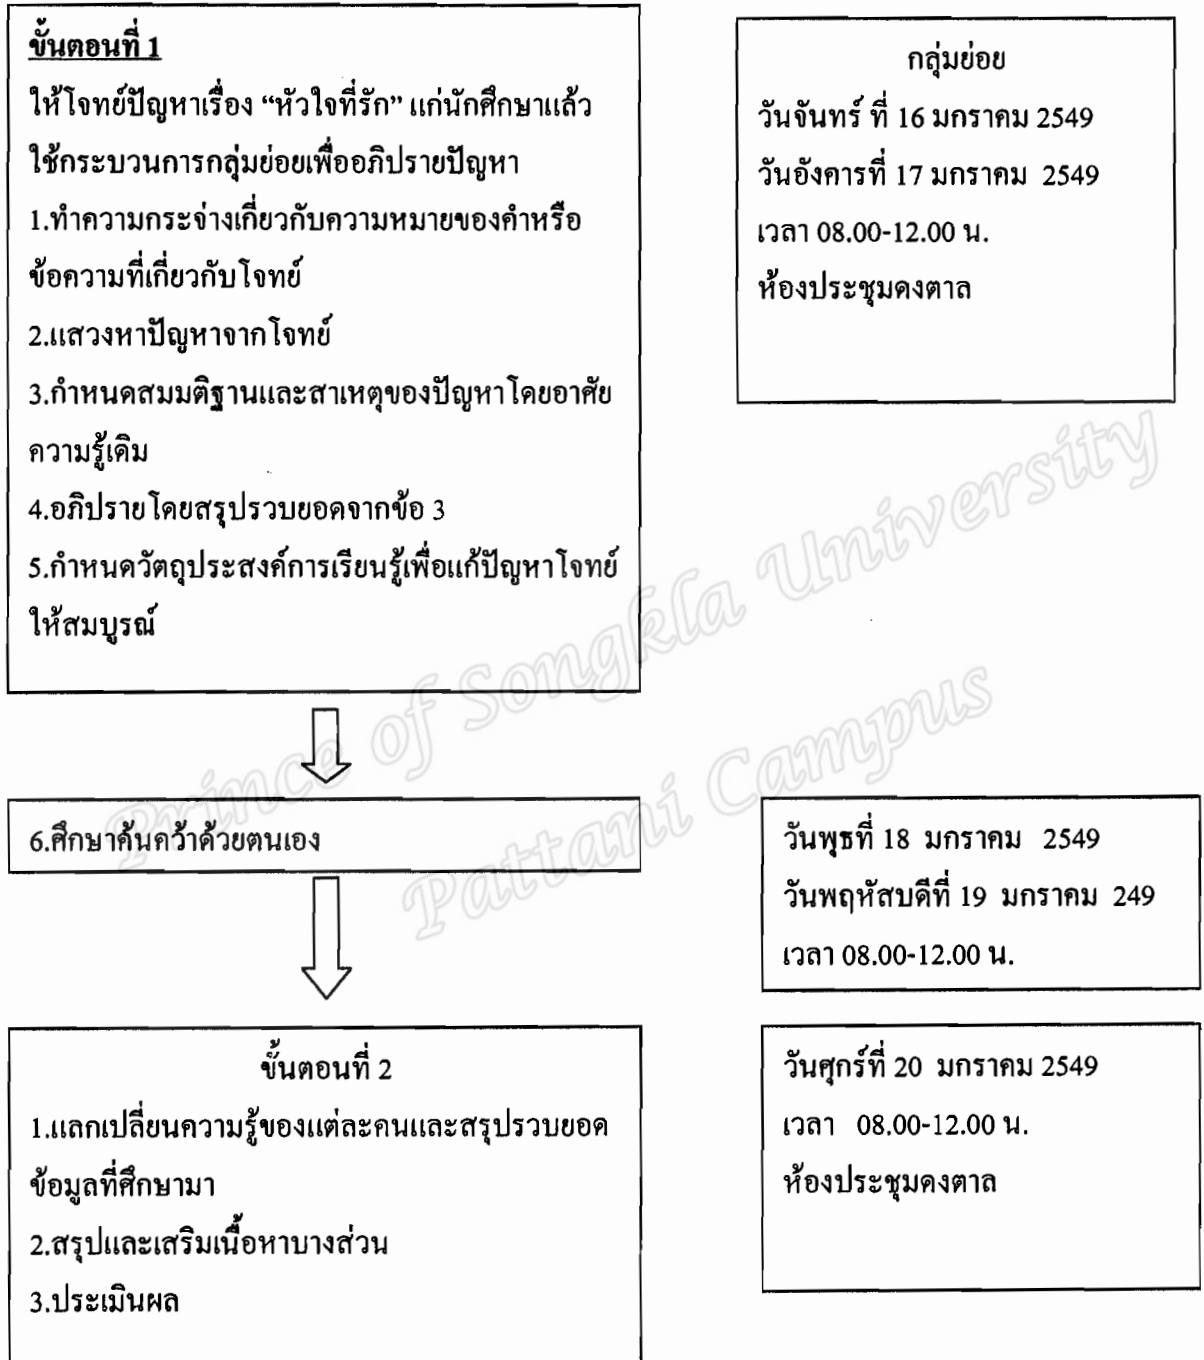 ขั้นตอนที่ 1
ให้โจทย์ปัญหาเรื่อง “หัวใจที่รัก” แก่นักศึกษาแล้ว
ใช้กระบวนการกลุ่มย่อยเพื่ออภิปรายปัญหา
1.ทำความกระจ่างเกี่ยวกับความหมายของคำหรือ
ข้อความที่เกี่ยวกับโจทย์
2.แสวงหาปัญหาจากโจทย์
3.กำหนดสมมติฐานและสาเหตุของปัญหาโดยอาศัย
ความรู้เดิม
4.อภิปรายโดยสรุปรวบยอดจากข้อ 3
5.กำหนดวัตถุประสงค์การเรียนรู้เพื่อแก้ปัญหาโจทย์
ให้สมบูรณ์
กลุ่มย่อย
วันจันทร์ ที่ 16 มกราคม 2549
วันอังคารที่ 17 มกราคม 2549
เวลา 08.00-12.00 น.
ห้องประชุมดงตาล
6.ศึกษาค้นคว้าด้วยตนเอง
วันพุธที่ 18 มกราคม 2549
วันพฤหัสบดีที่ 19 มกราคม 249
เวลา 08.00-12.00 น.
ขั้นตอนที่ 2
1.แลกเปลี่ยนความรู้ของแต่ละคนและสรุปรวบยอด
ข้อมูลที่ศึกษามา
2.สรุปและเสริมเนื้อหาบางส่วน
3.ประเมินผล
วันศุกร์ที่ 20 มกราคม 2549
เวลา 08.00-12.00 น.
ห้องประชุมดงตาล
Prince of Songkla University
Pattani Campus